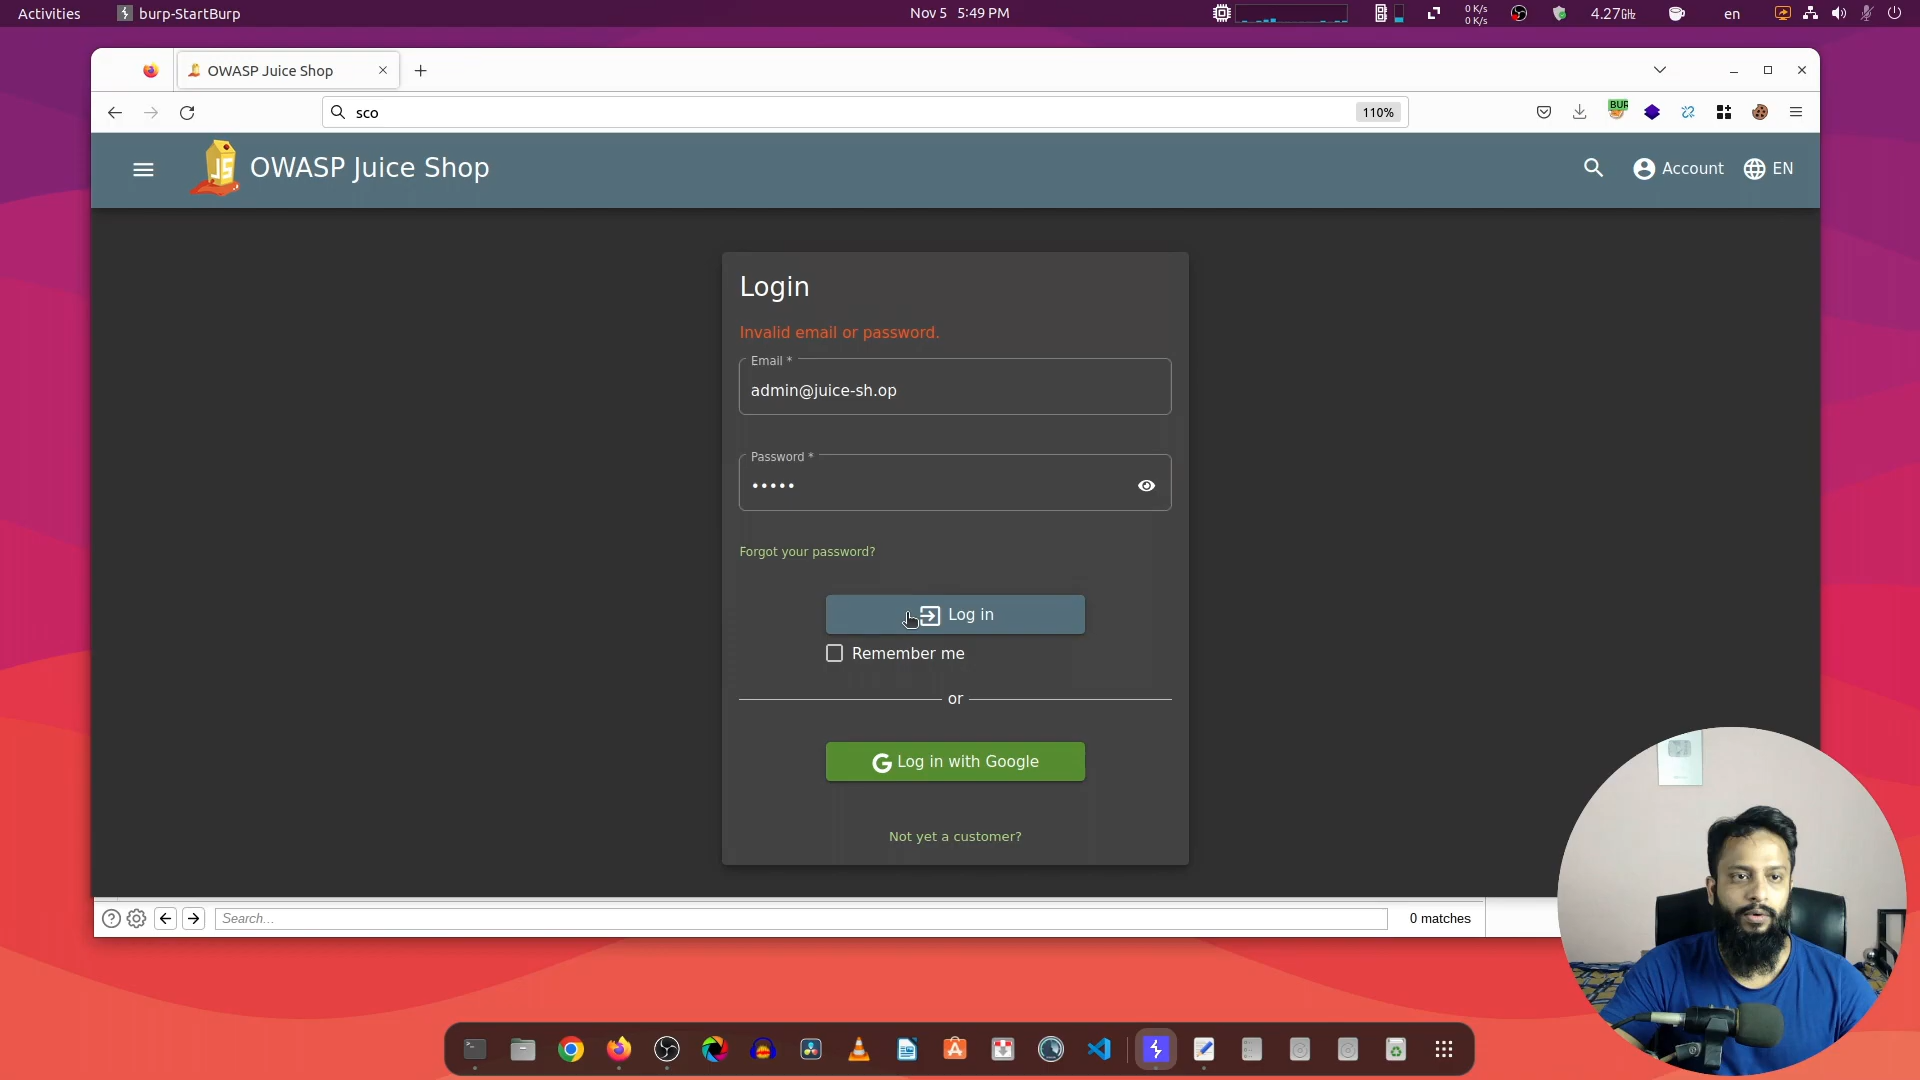 Activities
burp-StartBurp
Nov 5 5:49 PM
0 K/s
0 K/s
4.27GHz
en
OWASP Juice Shop
sco
110%
BUR
OWASP Juice Shop
Account
EN
Login
Invalid email or password.
Email *
admin@juice-sh.op
Password *
•••••
Forgot your password?
Log in
Remember me
or
Log in with Google
Not yet a customer?
Search...
0 matches